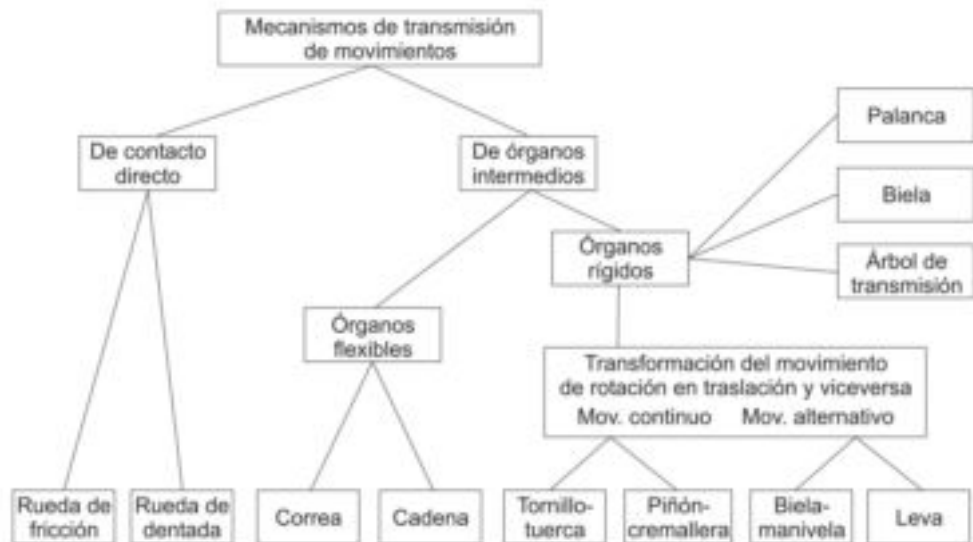 Mecanismos de transmisión
de movimientos
De contacto
directo
De órganos
intermedios
Palanca
Biela
Árbol de
transmisión
Órganos
rígidos
Órganos
flexibles
Transformación del movimiento
de rotación en traslación y viceversa
Mov. continuo Mov. alternativo
Rueda de
fricción
Rueda de
dentada
Correa
Cadena
Tornillo-
tuerca
Piñón-
cremallera
Biela-
manivela
Leva